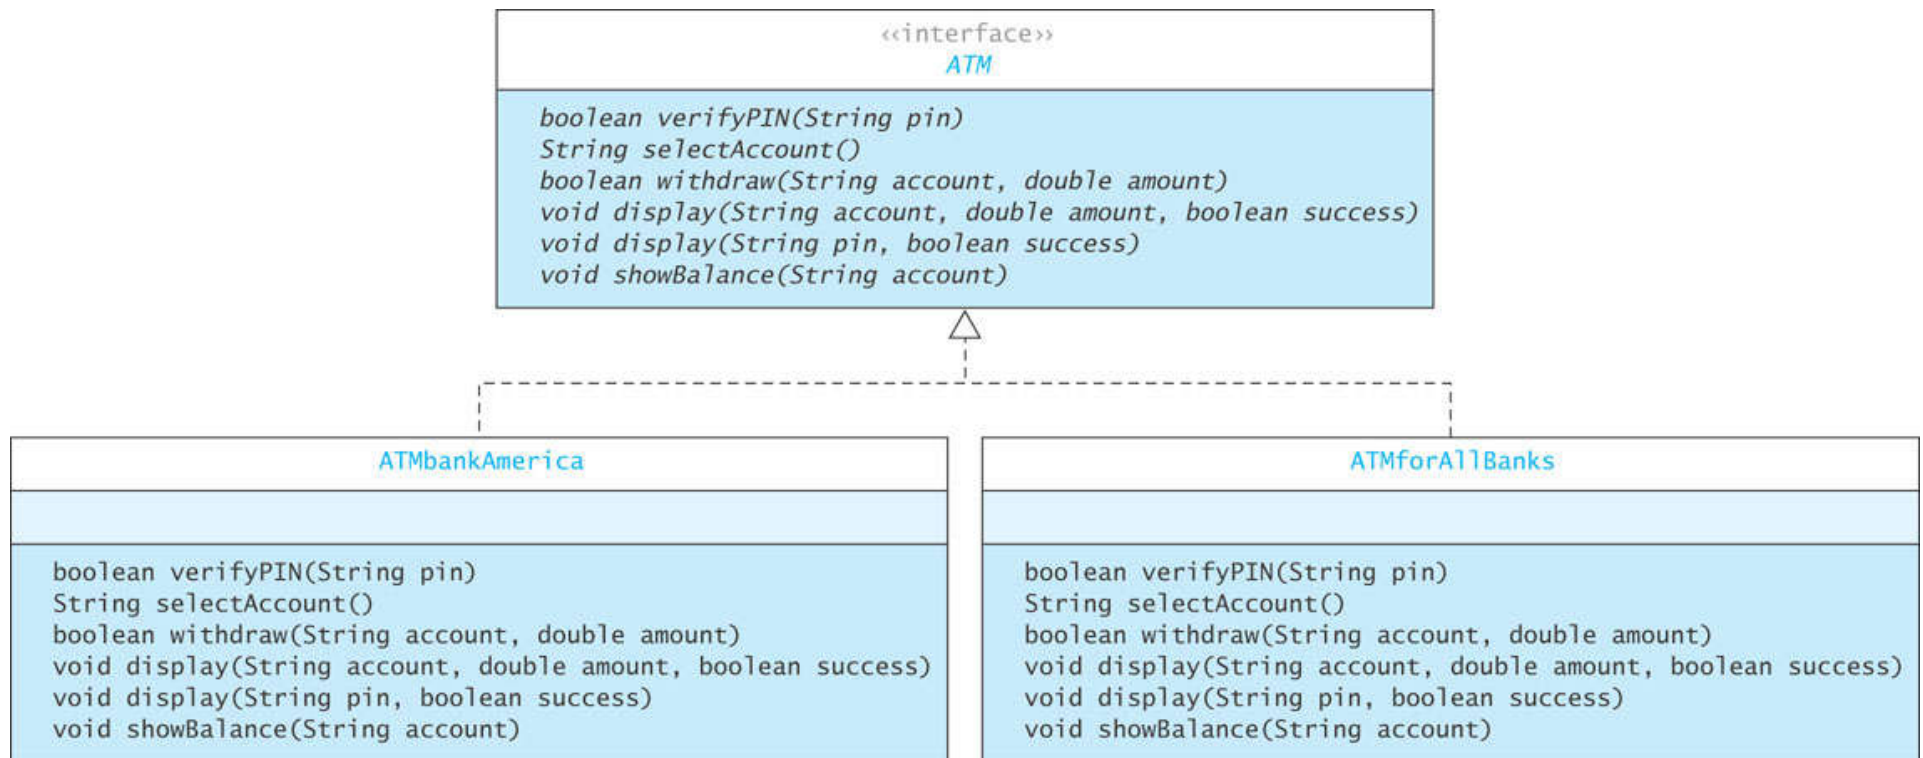 ‹‹interface››
ATM
boolean verifyPIN(String pin)
String selectAccount()
boolean withdraw(String account, double amount)
void display(String account, double amount, boolean success)
void display(String pin, boolean success)
void showBalance(String account)
ATMbankAmerica
boolean verifyPIN(String pin)
String selectAccount()
boolean withdraw(String account, double amount)
void display(String account, double amount, boolean success)
void display(String pin, boolean success)
void showBalance(String account)
ATMforAllBanks
boolean verifyPIN(String pin)
String selectAccount()
boolean withdraw(String account, double amount)
void display(String account, double amount, boolean success)
void display(String pin, boolean success)
void showBalance(String account)